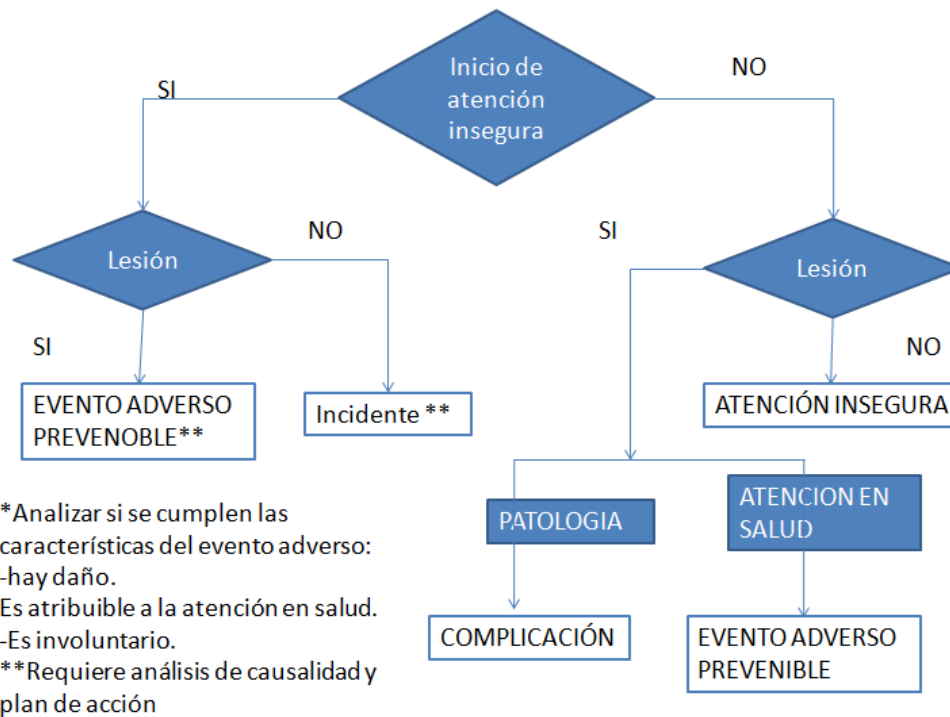 Inicio de
atención
insegura
SI
NO
Lesión
NO
SI
Lesión
SI
NO
EVENTO ADVERSO
PREVENOBLE**
Incidente **
ATENCIÓN INSEGURA
PATOLOGIA
ATENCION EN
SALUD
*Analizar si se cumplen las
características del evento adverso:
-hay daño.
Es atribuible a la atención en salud.
-Es involuntario.
**Requiere análisis de causalidad y
plan de acción
COMPLICACIÓN
EVENTO ADVERSO
PREVENIBLE